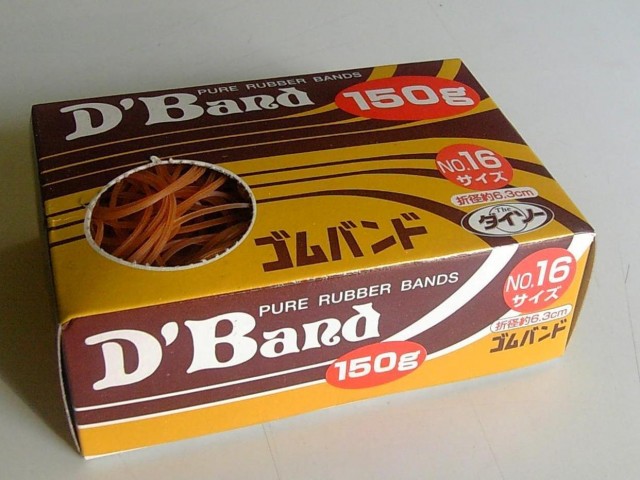 PURE RUBBER BANDS
D'BAND
150g
NO.16
サイズ
折径約6.3cm
The
ダイソー
ゴムバンド
PURE RUBBER BANDS
D'BAND
150g
NO.16
サイズ
折径約6.3cm
ゴムバンド